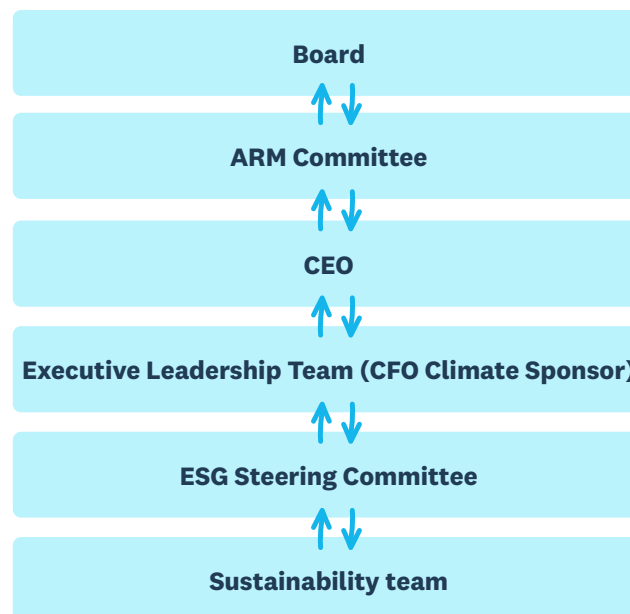 Board
ARM Committee
CEO
Executive Leadership Team (CFO Climate Sponsor)
ESG Steering Committee
Sustainability team